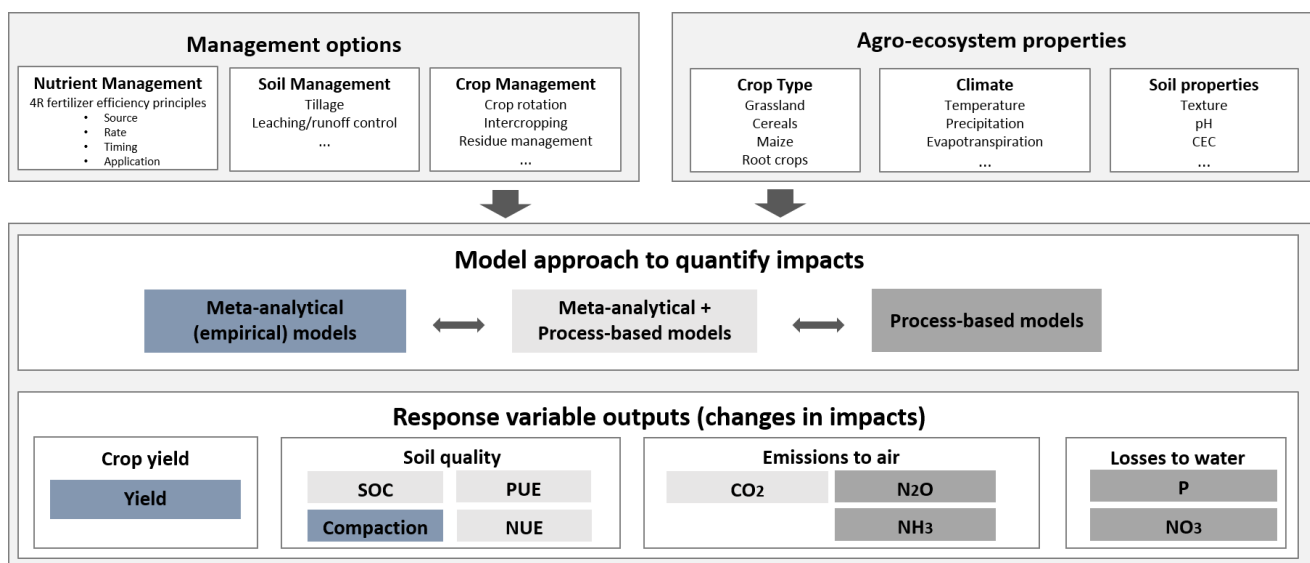 Management options
Nutrient Management
4R fertilizer efficiency principles
• Source
• Rate
• Timing
• Application
Soil Management
Tillage
Leaching/runoff control
...
Crop Management
Crop rotation
Intercropping
Residue management
...
Agro-ecosystem properties
Crop Type
Grassland
Cereals
Maize
Root crops
Climate
Temperature
Precipitation
Evapotranspiration
...
Soil properties
Texture
pH
CEC
...
Model approach to quantify impacts
Meta-analytical
(empirical) models
Meta-analytical +
Process-based models
Process-based models
Response variable outputs (changes in impacts)
Crop yield
Yield
Soil quality
SOC
PUE
Compaction
NUE
Emissions to air
CO2
N2O
NH3
Losses to water
P
NO3